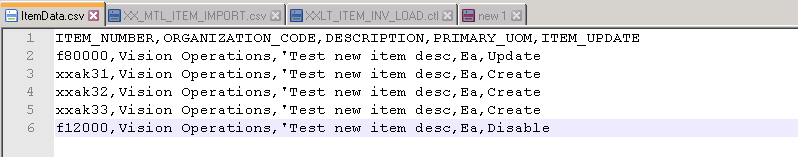 ItemData.csv XX_MTL_ITEM_IMPORT.csv XXLT_ITEM_INV_LOAD.ctl new 1
1 ITEM_NUMBER,ORGANIZATION_CODE,DESCRIPTION,PRIMARY_UOM,ITEM_UPDATE
2 f80000,Vision Operations,'Test new item desc,Ea,Update
3 xxak31,Vision Operations,'Test new item desc,Ea,Create
4 xxak32,Vision Operations,'Test new item desc,Ea,Create
5 xxak33,Vision Operations,'Test new item desc,Ea,Create
6 f12000,Vision Operations,'Test new item desc,Ea,Disable